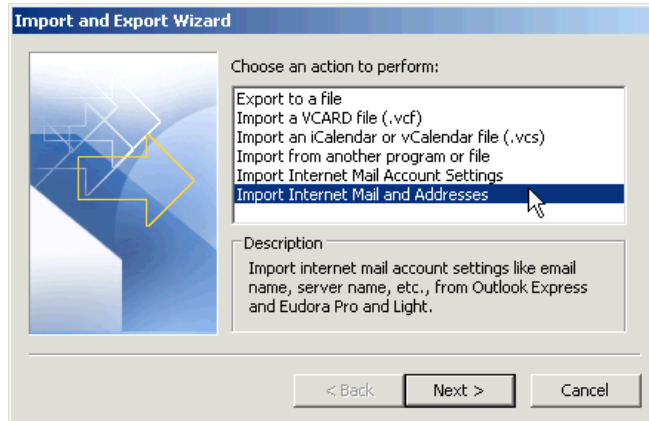 Import and Export Wizard
Choose an action to perform:
Export to a file
Import a VCARD file (.vcf)
Import an iCalendar or vCalendar file (.vcs)
Import from another program or file
Import Internet Mail Account Settings
Import Internet Mail and Addresses
Description
Import internet mail account settings like email
name, server name, etc., from Outlook Express
and Eudora Pro and Light.
< Back
Next >
Cancel